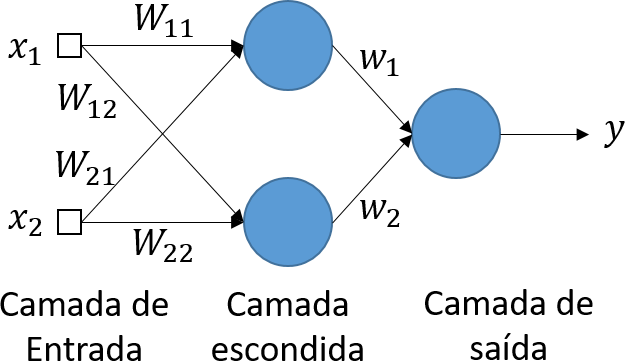 x₁
W₁₁
w₁
W₁₂
y
W₂₁
x₂
W₂₂
w₂
Camada de
Entrada
Camada
escondida
Camada de
saída